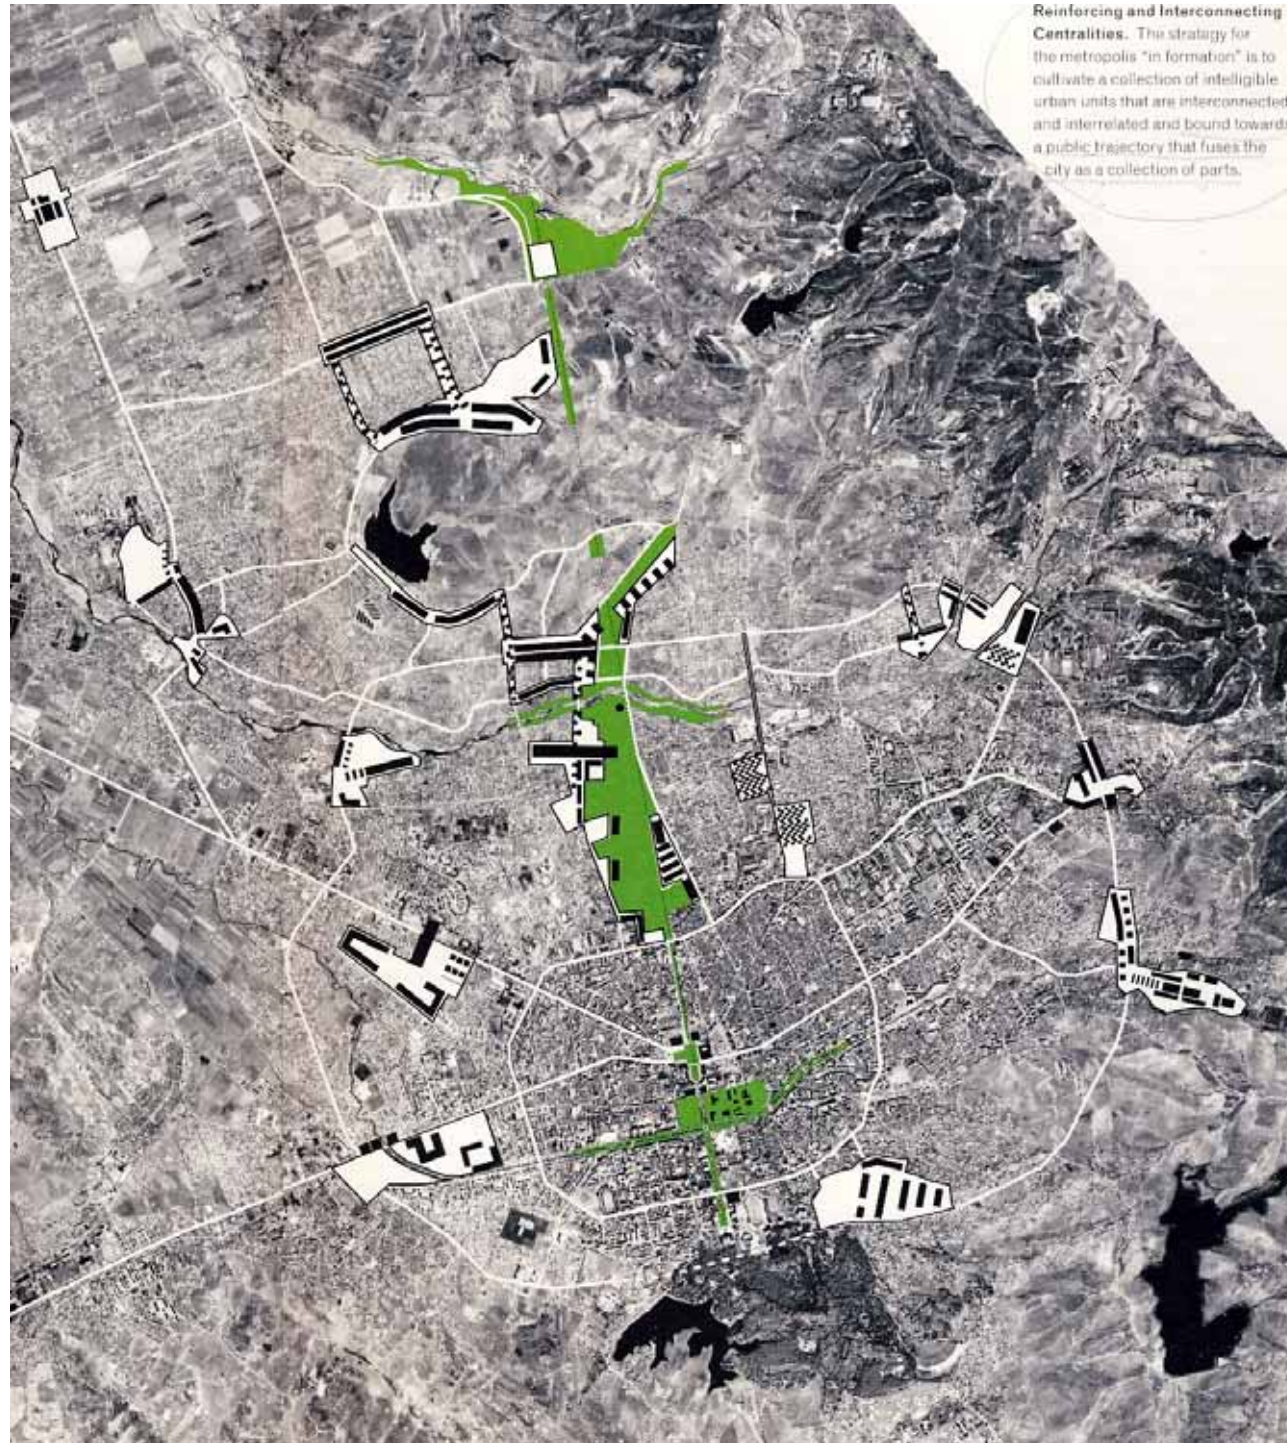 Reinforcing and Interconnecting
Centralities. The strategy for
the metropolis "in formation" is to
cultivate a collection of intelligible
urban units that are interconnected
and interrelated and bound towards
a public trajectory that fuses the
city as a collection of parts.